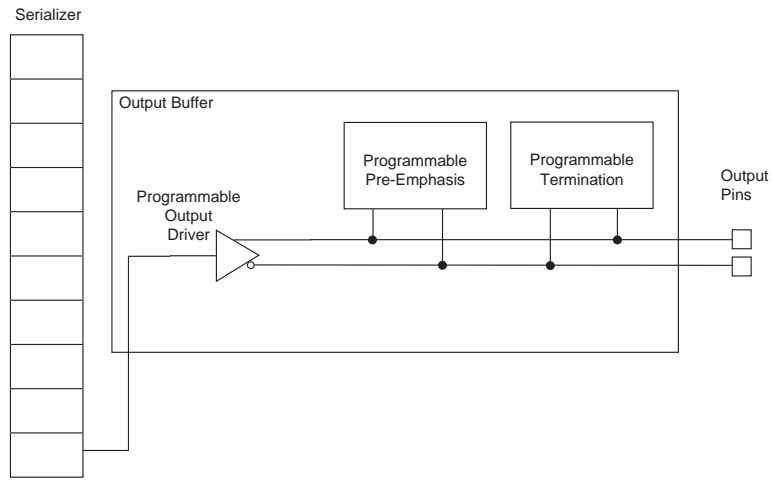 Serializer
Output Buffer
Programmable
Pre-Emphasis
Programmable
Termination
Output
Pins
Programmable
Output
Driver